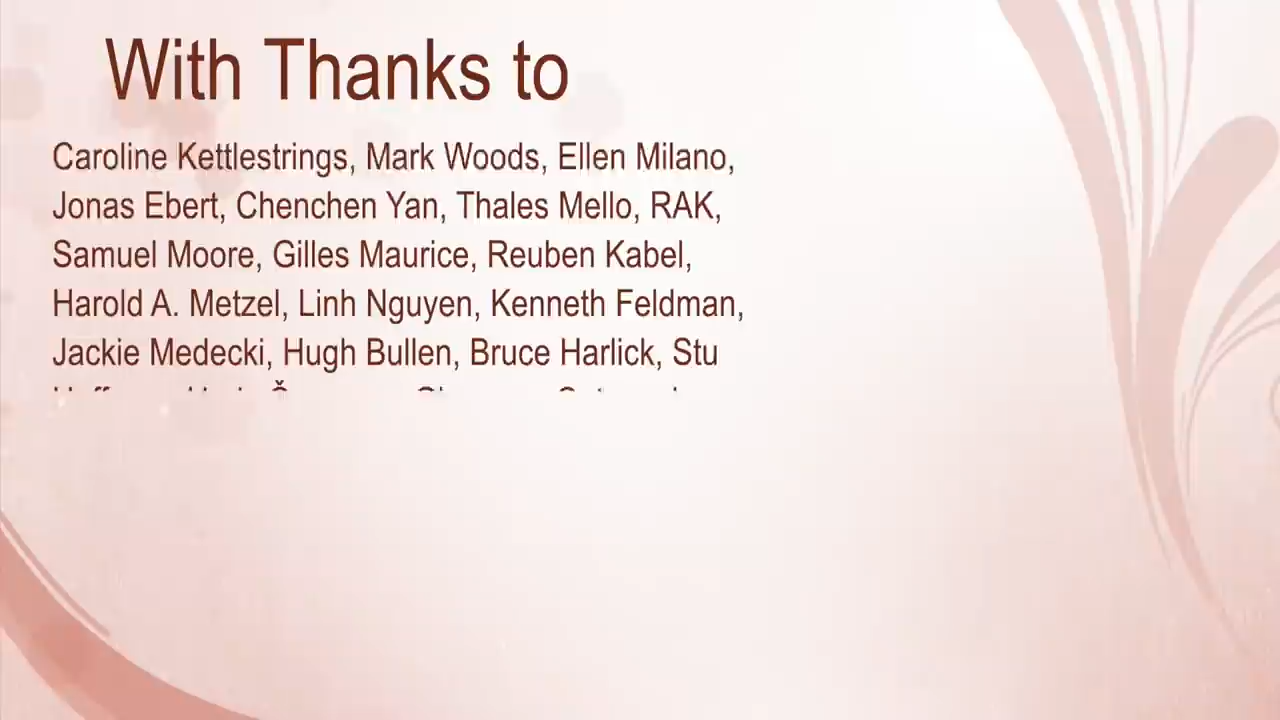 With Thanks to
Caroline Kettlestrings, Mark Woods, Ellen Milano,
Jonas Ebert, Chenchen Yan, Thales Mello, RAK,
Samuel Moore, Gilles Maurice, Reuben Kabel,
Harold A. Metzel, Linh Nguyen, Kenneth Feldman,
Jackie Medecki, Hugh Bullen, Bruce Harlick, Stu